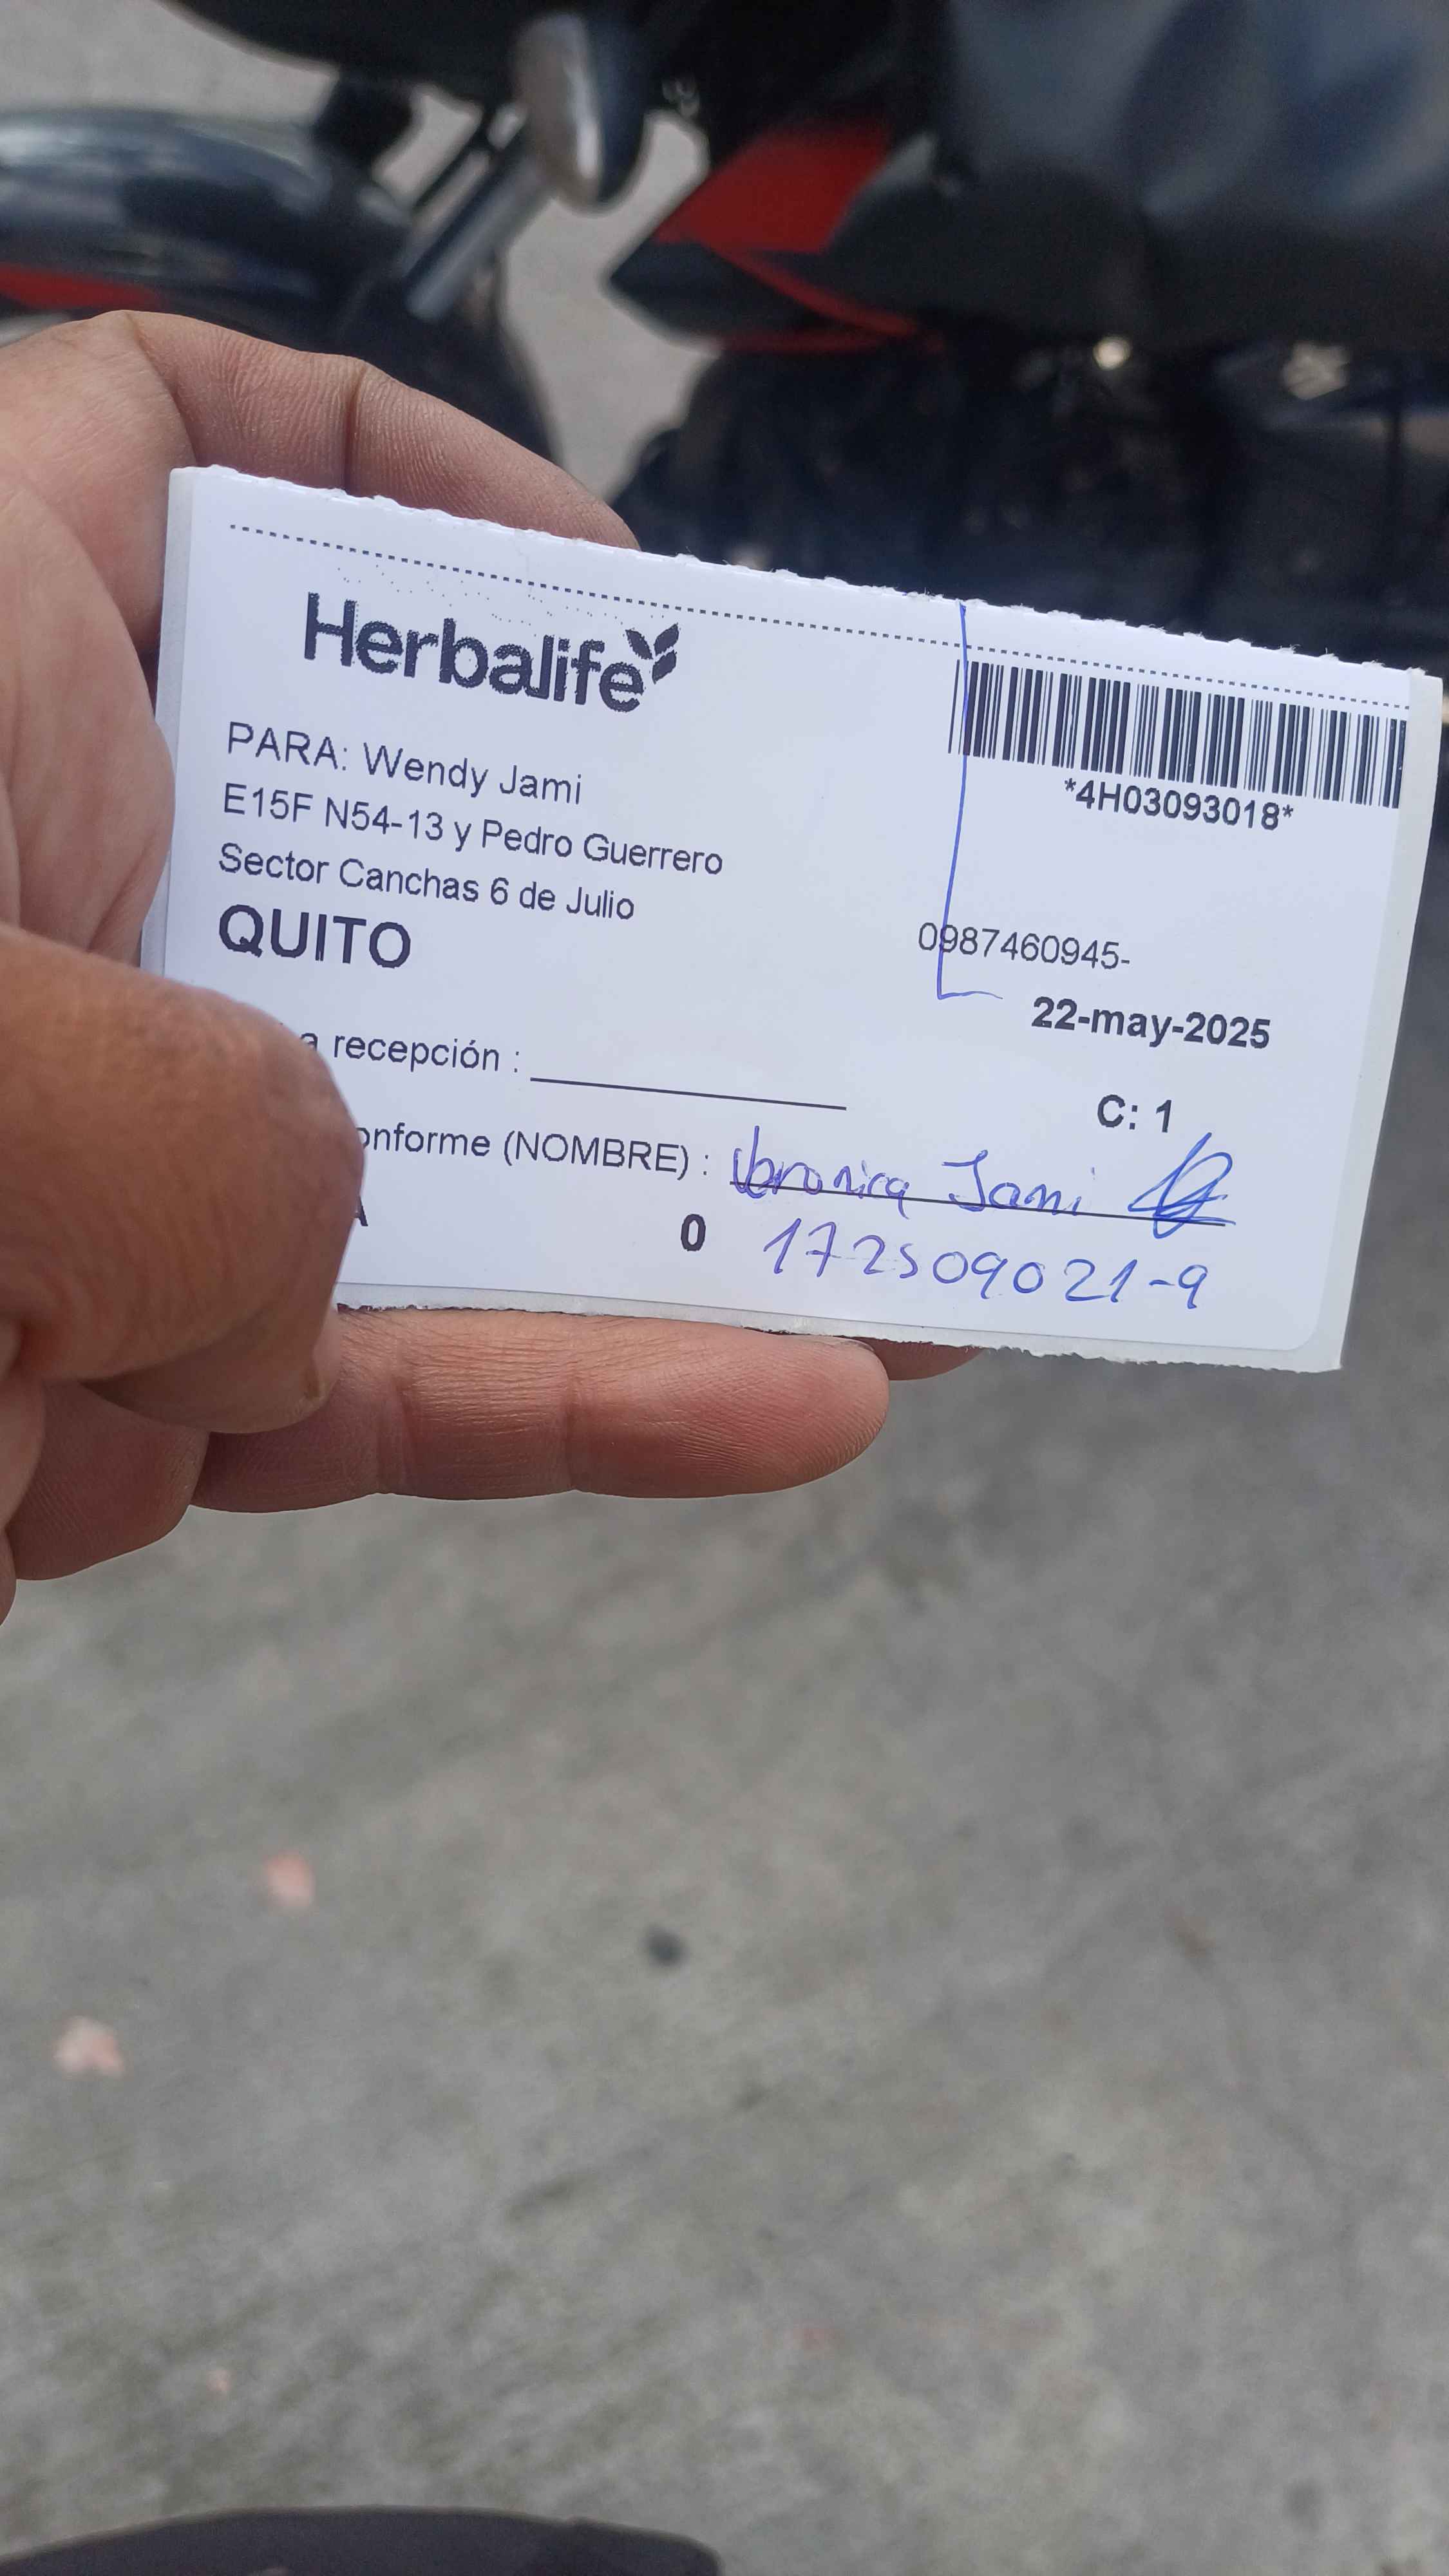 Herbalife
*4H03093018*
PARA: Wendy Jami
E15F N54-13 y Pedro Guerrero
Sector Canchas 6 de Julio
QUITO
0987460945-
22-may-2025
a recepción :
C: 1
onforme (NOMBRE) : Veronica Jami
A 0 172509021-9